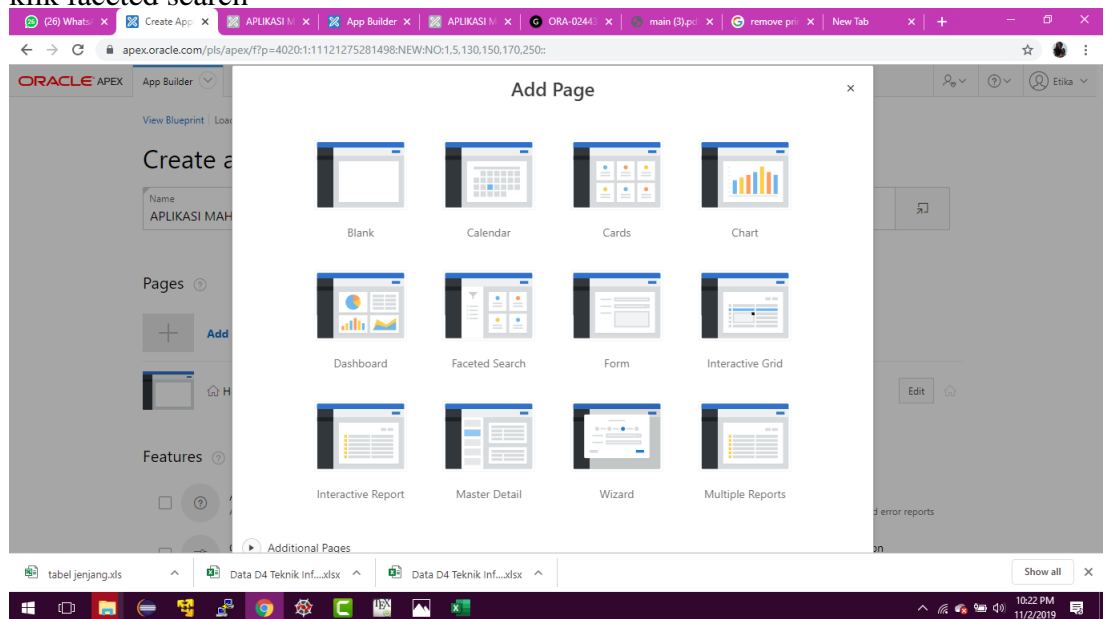 klik faceted search
(26) Whats
Create App
APLIKASI M
App Builder
APLIKASI M
ORA-02443
main (3).pd
remove prin
New Tab
apex.oracle.com/pls/apex/f?p=4020:1:11121275281498:NEW:NO:1,5,130,150,170,250::
ORACLE APEX
App Builder
Etika
View Blueprint
Create a
Name
APLIKASI MAH
Pages
Add
Edit
Features
d error reports
Add Page
Blank
Calendar
Cards
Chart
Dashboard
Faceted Search
Form
Interactive Grid
Interactive Report
Master Detail
Wizard
Multiple Reports
Additional Pages
tabel jenjang.xls
Data D4 Teknik Inf....xlsx
Data D4 Teknik Inf....xlsx
Show all
10:22 PM
11/2/2019